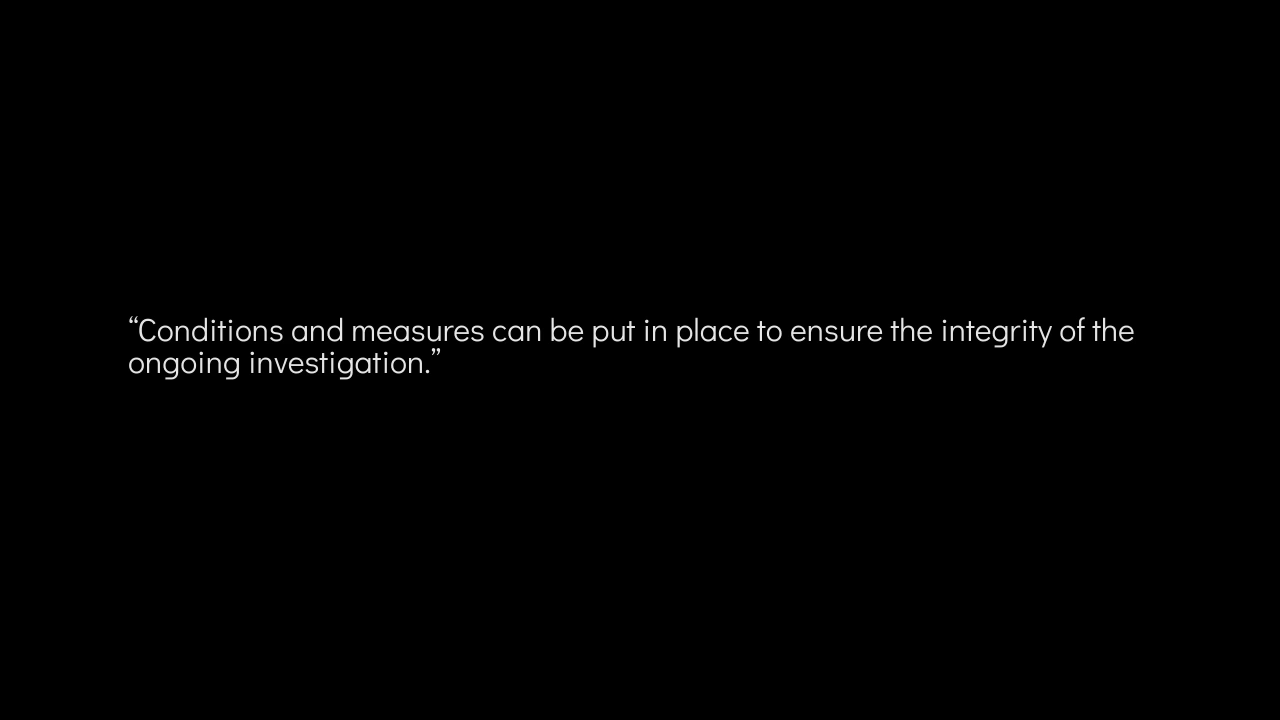 “Conditions and measures can be put in place to ensure the integrity of the
ongoing investigation.”